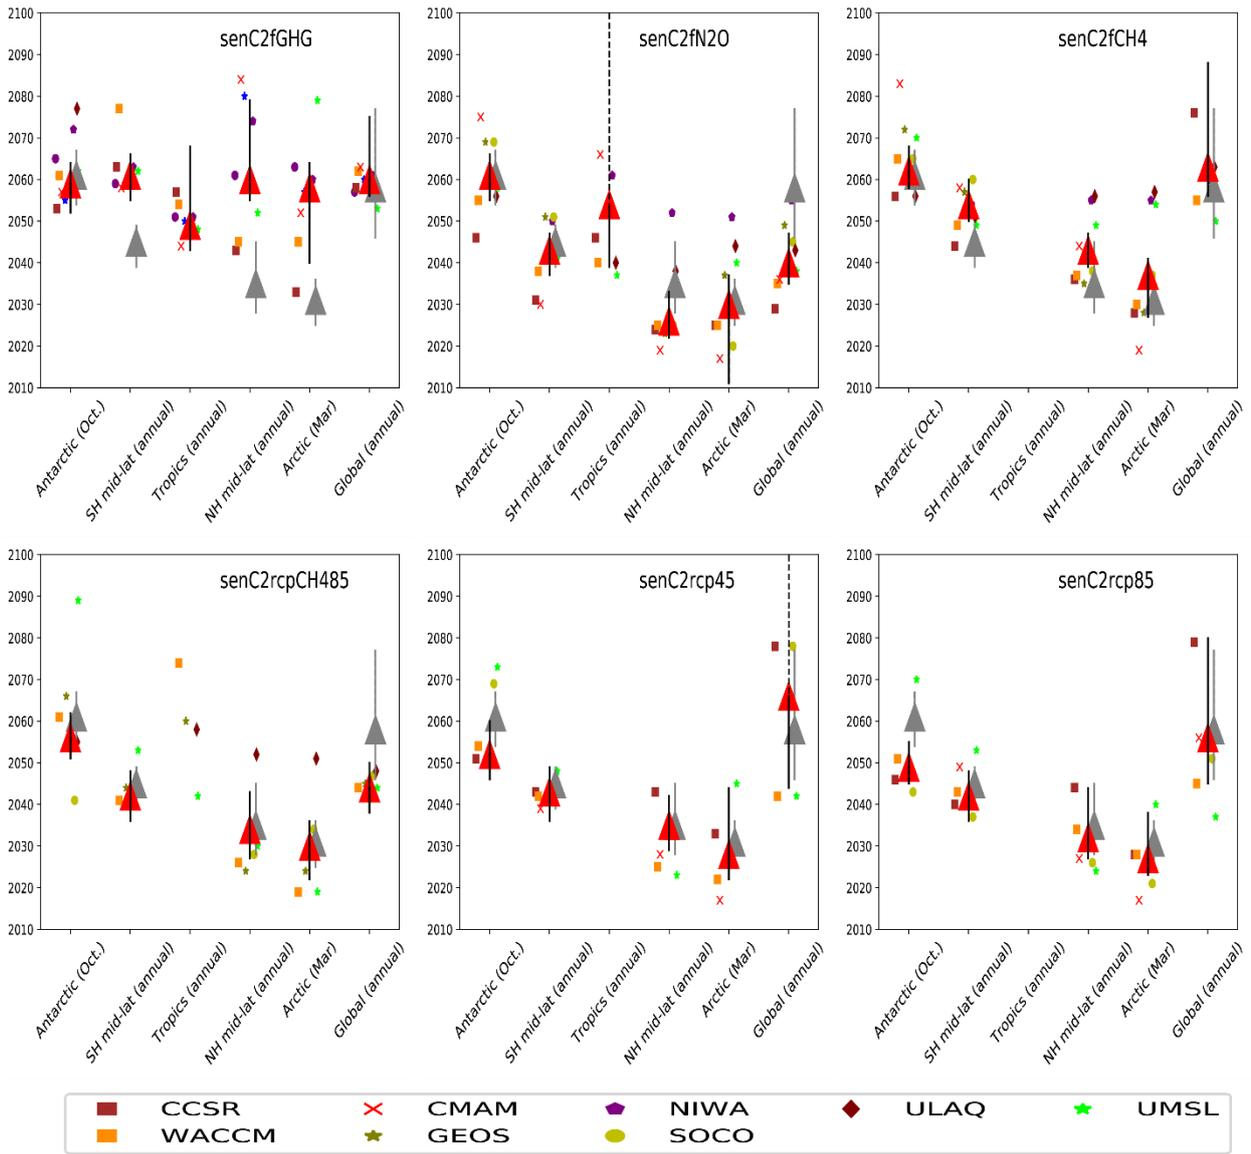 senC2fGHG
2100
2090
2080
2070
2060
2050
2040
2030
2020
2010
Antarctic (Oct.)
SH mid-lat (annual)
Tropics (annual)
NH mid-lat (annual)
Arctic (Mar)
Global (annual)
senC2fN2O
2100
2090
2080
2070
2060
2050
2040
2030
2020
2010
Antarctic (Oct.)
SH mid-lat (annual)
Tropics (annual)
NH mid-lat (annual)
Arctic (Mar)
Global (annual)
senC2fCH4
2100
2090
2080
2070
2060
2050
2040
2030
2020
2010
Antarctic (Oct.)
SH mid-lat (annual)
Tropics (annual)
NH mid-lat (annual)
Arctic (Mar)
Global (annual)
senC2rcpCH485
2100
2090
2080
2070
2060
2050
2040
2030
2020
2010
Antarctic (Oct.)
SH mid-lat (annual)
Tropics (annual)
NH mid-lat (annual)
Arctic (Mar)
Global (annual)
senC2rcp45
2100
2090
2080
2070
2060
2050
2040
2030
2020
2010
Antarctic (Oct.)
SH mid-lat (annual)
Tropics (annual)
NH mid-lat (annual)
Arctic (Mar)
Global (annual)
senC2rcp85
2100
2090
2080
2070
2060
2050
2040
2030
2020
2010
Antarctic (Oct.)
SH mid-lat (annual)
Tropics (annual)
NH mid-lat (annual)
Arctic (Mar)
Global (annual)
CCSR CMAM NIWA ULAQ UMSL
WACCM GEOS SOCO